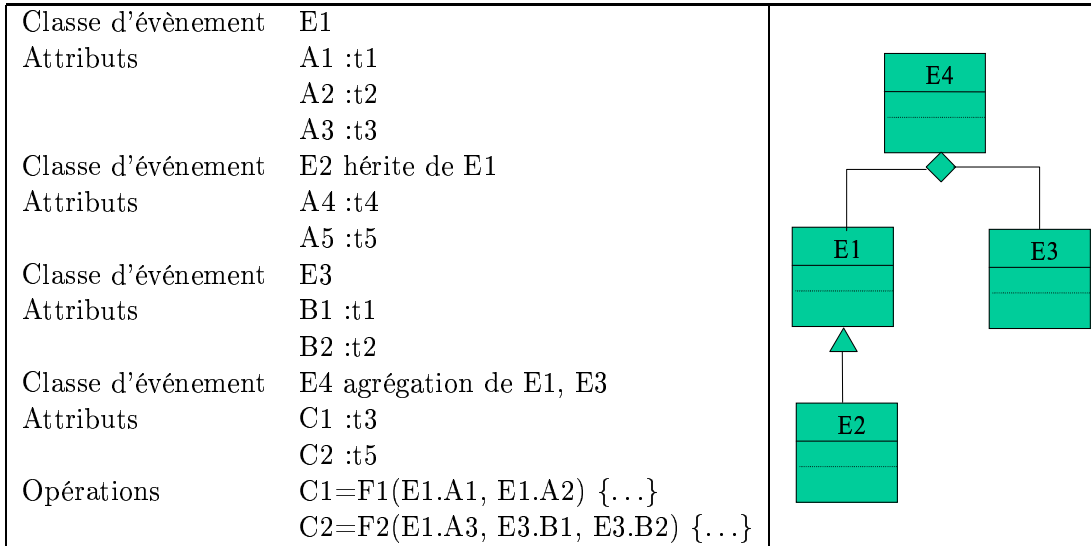 Classe d'évènement E1
Attributs A1 :t1
A2 :t2
A3 :t3
Classe d'événement E2 hérite de E1
Attributs A4 :t4
A5 :t5
Classe d'événement E3
Attributs B1 :t1
B2 :t2
Classe d'événement E4 agrégation de E1, E3
Attributs C1 :t3
C2 :t5
Opérations C1=F1(E1.A1, E1.A2) {...}
C2=F2(E1.A3, E3.B1, E3.B2) {...}
E4
E1 E3
E2